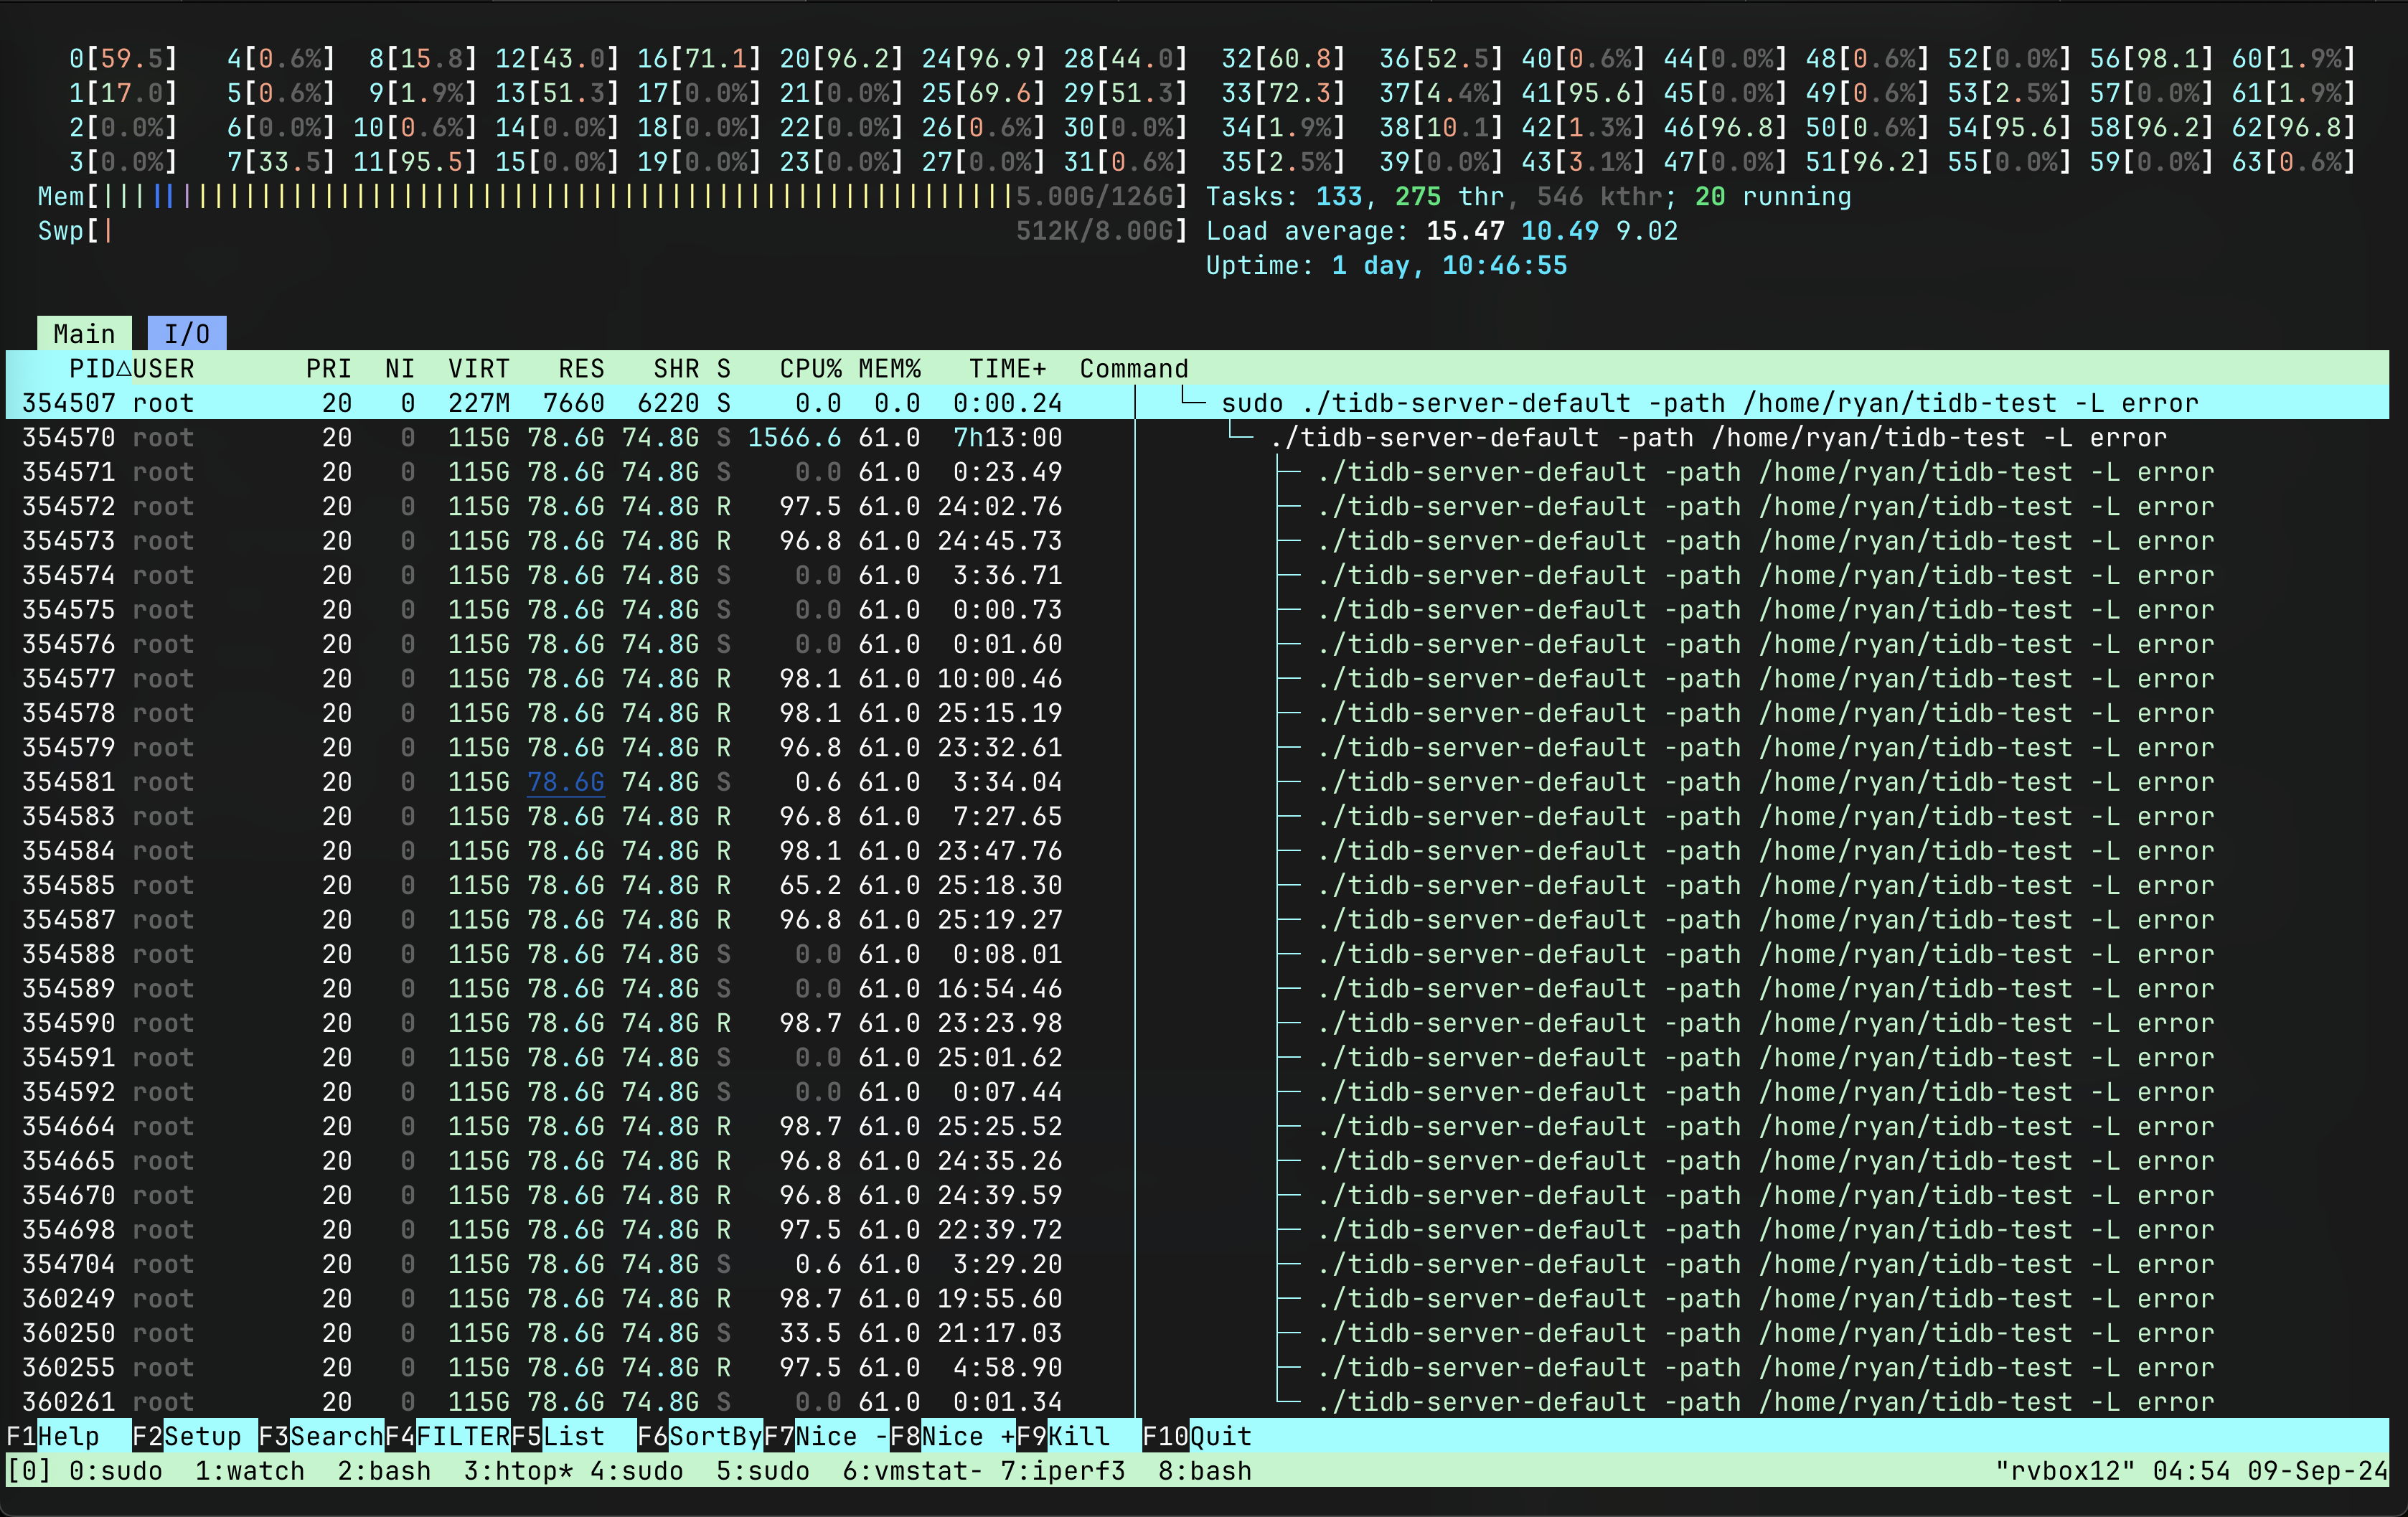 0[59.5] 4[0.6%] 8[15.8] 12[43.0] 16[71.1] 20[96.2] 24[96.9] 28[44.0] 32[60.8] 36[52.5] 40[0.6%] 44[0.0%] 48[0.6%] 52[0.0%] 56[98.1] 60[1.9%]
1[17.0] 5[0.6%] 9[1.9%] 13[51.3] 17[0.0%] 21[0.0%] 25[69.6] 29[51.3] 33[72.3] 37[4.4%] 41[95.6] 45[0.0%] 49[0.6%] 53[2.5%] 57[0.0%] 61[1.9%]
2[0.0%] 6[0.0%] 10[0.6%] 14[0.0%] 18[0.0%] 22[0.0%] 26[0.6%] 30[0.0%] 34[1.9%] 38[10.1] 42[1.3%] 46[96.8] 50[0.6%] 54[95.6] 58[96.2] 62[96.8]
3[0.0%] 7[33.5] 11[95.5] 15[0.0%] 19[0.0%] 23[0.0%] 27[0.0%] 31[0.6%] 35[2.5%] 39[0.0%] 43[3.1%] 47[0.0%] 51[96.2] 55[0.0%] 59[0.0%] 63[0.6%]
Mem[||||||||||||||||||||||||||||||||||||||||||||||||||||||||||5.00G/126G] Tasks: 133, 275 thr, 546 kthr; 20 running
Swp[| 512K/8.00G] Load average: 15.47 10.49 9.02
Uptime: 1 day, 10:46:55
Main I/O
PID△USER PRI NI VIRT RES SHR S CPU% MEM% TIME+ Command
354507 root 20 0 227M 7660 6220 S 0.0 0.0 0:00.24 sudo ./tidb-server-default -path /home/ryan/tidb-test -L error
354570 root 20 0 115G 78.6G 74.8G S 1566.6 61.0 7h13:00 ./tidb-server-default -path /home/ryan/tidb-test -L error
354571 root 20 0 115G 78.6G 74.8G S 0.0 61.0 0:23.49 ./tidb-server-default -path /home/ryan/tidb-test -L error
354572 root 20 0 115G 78.6G 74.8G R 97.5 61.0 24:02.76 ./tidb-server-default -path /home/ryan/tidb-test -L error
354573 root 20 0 115G 78.6G 74.8G R 96.8 61.0 24:45.73 ./tidb-server-default -path /home/ryan/tidb-test -L error
354574 root 20 0 115G 78.6G 74.8G S 0.0 61.0 3:36.71 ./tidb-server-default -path /home/ryan/tidb-test -L error
354575 root 20 0 115G 78.6G 74.8G S 0.0 61.0 0:00.73 ./tidb-server-default -path /home/ryan/tidb-test -L error
354576 root 20 0 115G 78.6G 74.8G S 0.0 61.0 0:01.60 ./tidb-server-default -path /home/ryan/tidb-test -L error
354577 root 20 0 115G 78.6G 74.8G R 98.1 61.0 10:00.46 ./tidb-server-default -path /home/ryan/tidb-test -L error
354578 root 20 0 115G 78.6G 74.8G R 98.1 61.0 25:15.19 ./tidb-server-default -path /home/ryan/tidb-test -L error
354579 root 20 0 115G 78.6G 74.8G R 96.8 61.0 23:32.61 ./tidb-server-default -path /home/ryan/tidb-test -L error
354581 root 20 0 115G 78.6G 74.8G S 0.6 61.0 3:34.04 ./tidb-server-default -path /home/ryan/tidb-test -L error
354583 root 20 0 115G 78.6G 74.8G R 96.8 61.0 7:27.65 ./tidb-server-default -path /home/ryan/tidb-test -L error
354584 root 20 0 115G 78.6G 74.8G R 98.1 61.0 23:47.76 ./tidb-server-default -path /home/ryan/tidb-test -L error
354585 root 20 0 115G 78.6G 74.8G R 65.2 61.0 25:18.30 ./tidb-server-default -path /home/ryan/tidb-test -L error
354587 root 20 0 115G 78.6G 74.8G R 96.8 61.0 25:19.27 ./tidb-server-default -path /home/ryan/tidb-test -L error
354588 root 20 0 115G 78.6G 74.8G S 0.0 61.0 0:08.01 ./tidb-server-default -path /home/ryan/tidb-test -L error
354589 root 20 0 115G 78.6G 74.8G S 0.0 61.0 16:54.46 ./tidb-server-default -path /home/ryan/tidb-test -L error
354590 root 20 0 115G 78.6G 74.8G R 98.7 61.0 23:23.98 ./tidb-server-default -path /home/ryan/tidb-test -L error
354591 root 20 0 115G 78.6G 74.8G S 0.0 61.0 25:01.62 ./tidb-server-default -path /home/ryan/tidb-test -L error
354592 root 20 0 115G 78.6G 74.8G S 0.0 61.0 0:07.44 ./tidb-server-default -path /home/ryan/tidb-test -L error
354664 root 20 0 115G 78.6G 74.8G R 98.7 61.0 25:25.52 ./tidb-server-default -path /home/ryan/tidb-test -L error
354665 root 20 0 115G 78.6G 74.8G R 96.8 61.0 24:35.26 ./tidb-server-default -path /home/ryan/tidb-test -L error
354670 root 20 0 115G 78.6G 74.8G R 96.8 61.0 24:39.59 ./tidb-server-default -path /home/ryan/tidb-test -L error
354698 root 20 0 115G 78.6G 74.8G R 97.5 61.0 22:39.72 ./tidb-server-default -path /home/ryan/tidb-test -L error
354704 root 20 0 115G 78.6G 74.8G S 0.6 61.0 3:29.20 ./tidb-server-default -path /home/ryan/tidb-test -L error
360249 root 20 0 115G 78.6G 74.8G R 98.7 61.0 19:55.60 ./tidb-server-default -path /home/ryan/tidb-test -L error
360250 root 20 0 115G 78.6G 74.8G S 33.5 61.0 21:17.03 ./tidb-server-default -path /home/ryan/tidb-test -L error
360255 root 20 0 115G 78.6G 74.8G R 97.5 61.0 4:58.90 ./tidb-server-default -path /home/ryan/tidb-test -L error
360261 root 20 0 115G 78.6G 74.8G S 0.0 61.0 0:01.34 ./tidb-server-default -path /home/ryan/tidb-test -L error
F1Help F2Setup F3SearchF4FILTERF5List F6SortByF7Nice -F8Nice +F9Kill F10Quit
[0] 0:sudo 1:watch 2:bash 3:htop* 4:sudo 5:sudo 6:vmstat- 7:iperf3 8:bash "rvbox12" 04:54 09-Sep-24